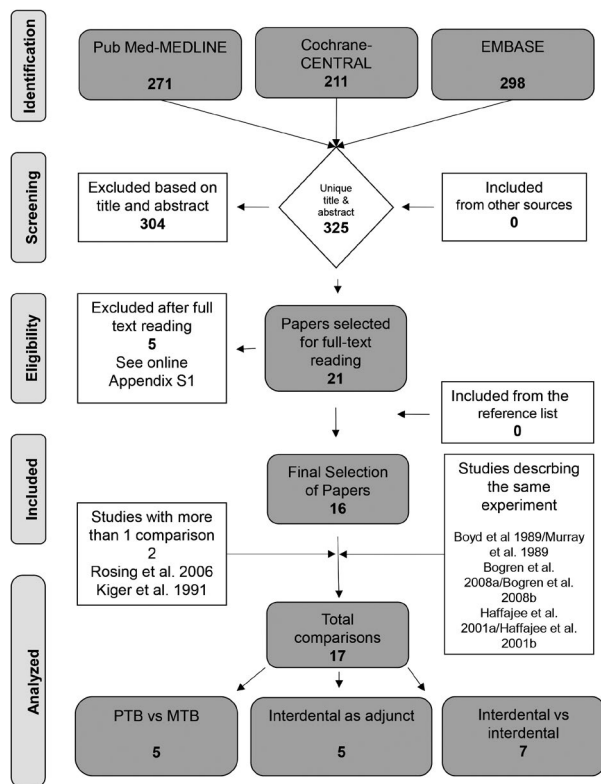 Identification
Pub Med-MEDLINE
271
Cochrane-
CENTRAL
211
EMBASE
298
Screening
Excluded based on
title and abstract
304
Unique
title &
abstract
325
Included
from other sources
0
Eligibility
Excluded after full
text reading
5
See online
Appendix S1
Papers selected
for full-text
reading
21
Included from the
reference list
0
Included
Final Selection
of Papers
16
Studies with more
than 1 comparison
2
Rosing et al. 2006
Kiger et al. 1991
Studies descrbing
the same
experiment
Boyd et al 1989/Murray
et al. 1989
Bogren et al.
2008a/Bogren et al.
2008b
Haffajee et al.
2001a/Haffajee et al.
2001b
Analyzed
Total
comparisons
17
PTB vs MTB
5
Interdental as adjunct
5
Interdental vs
interdental
7